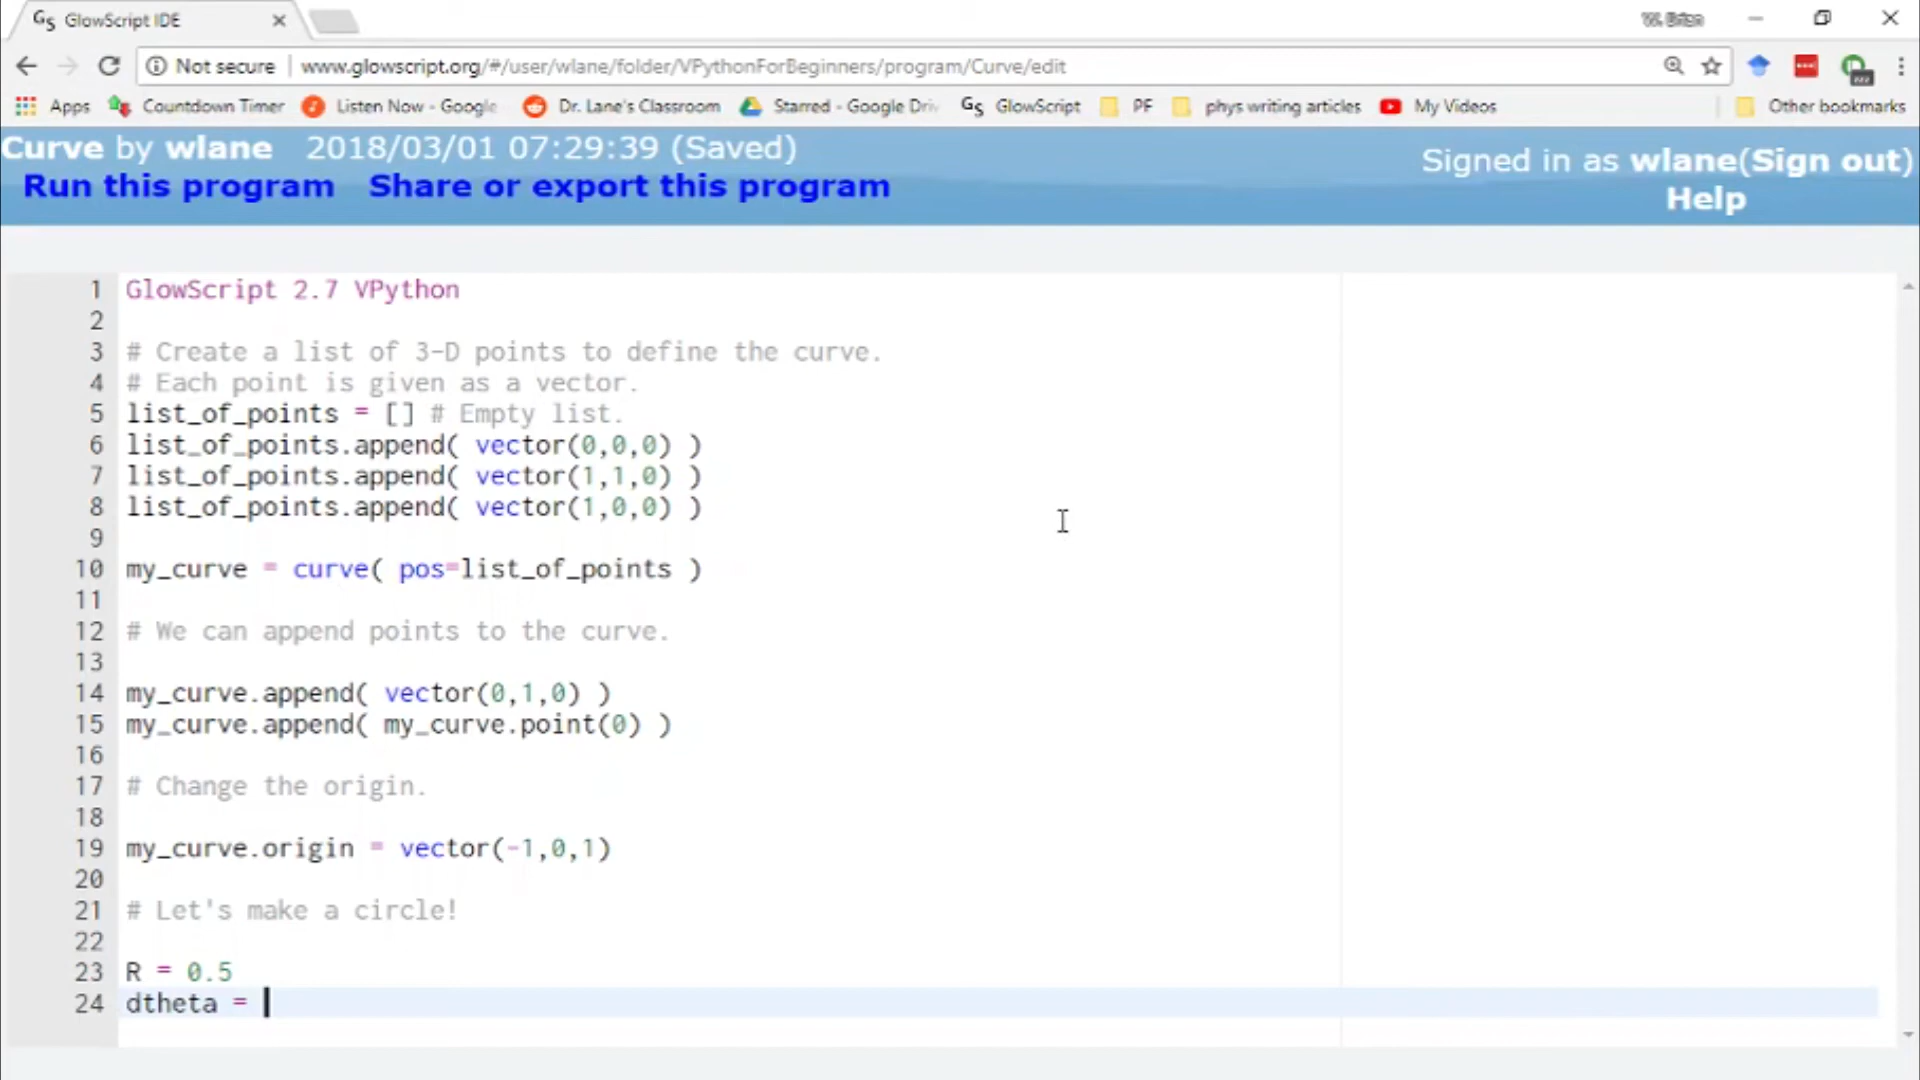 GlowScript IDE
Not secure www.glowscript.org/#/user/wlane/folder/VPythonForBeginners/program/Curve/edit
Apps Countdown Timer Listen Now - Google Dr. Lane's Classroom Starred - Google Driv GlowScript PF phys writing articles My Videos Other bookmarks
Curve by wlane 2018/03/01 07:29:39 (Saved)
Signed in as wlane(Sign out)
Run this program Share or export this program
Help
1 GlowScript 2.7 VPython
2
3 # Create a list of 3-D points to define the curve.
4 # Each point is given as a vector.
5 list_of_points = [] # Empty list.
6 list_of_points.append( vector(0,0,0) )
7 list_of_points.append( vector(1,1,0) )
8 list_of_points.append( vector(1,0,0) )
9
10 my_curve = curve( pos=list_of_points )
11
12 # We can append points to the curve.
13
14 my_curve.append( vector(0,1,0) )
15 my_curve.append( my_curve.point(0) )
16
17 # Change the origin.
18
19 my_curve.origin = vector(-1,0,1)
20
21 # Let's make a circle!
22
23 R = 0.5
24 dtheta =